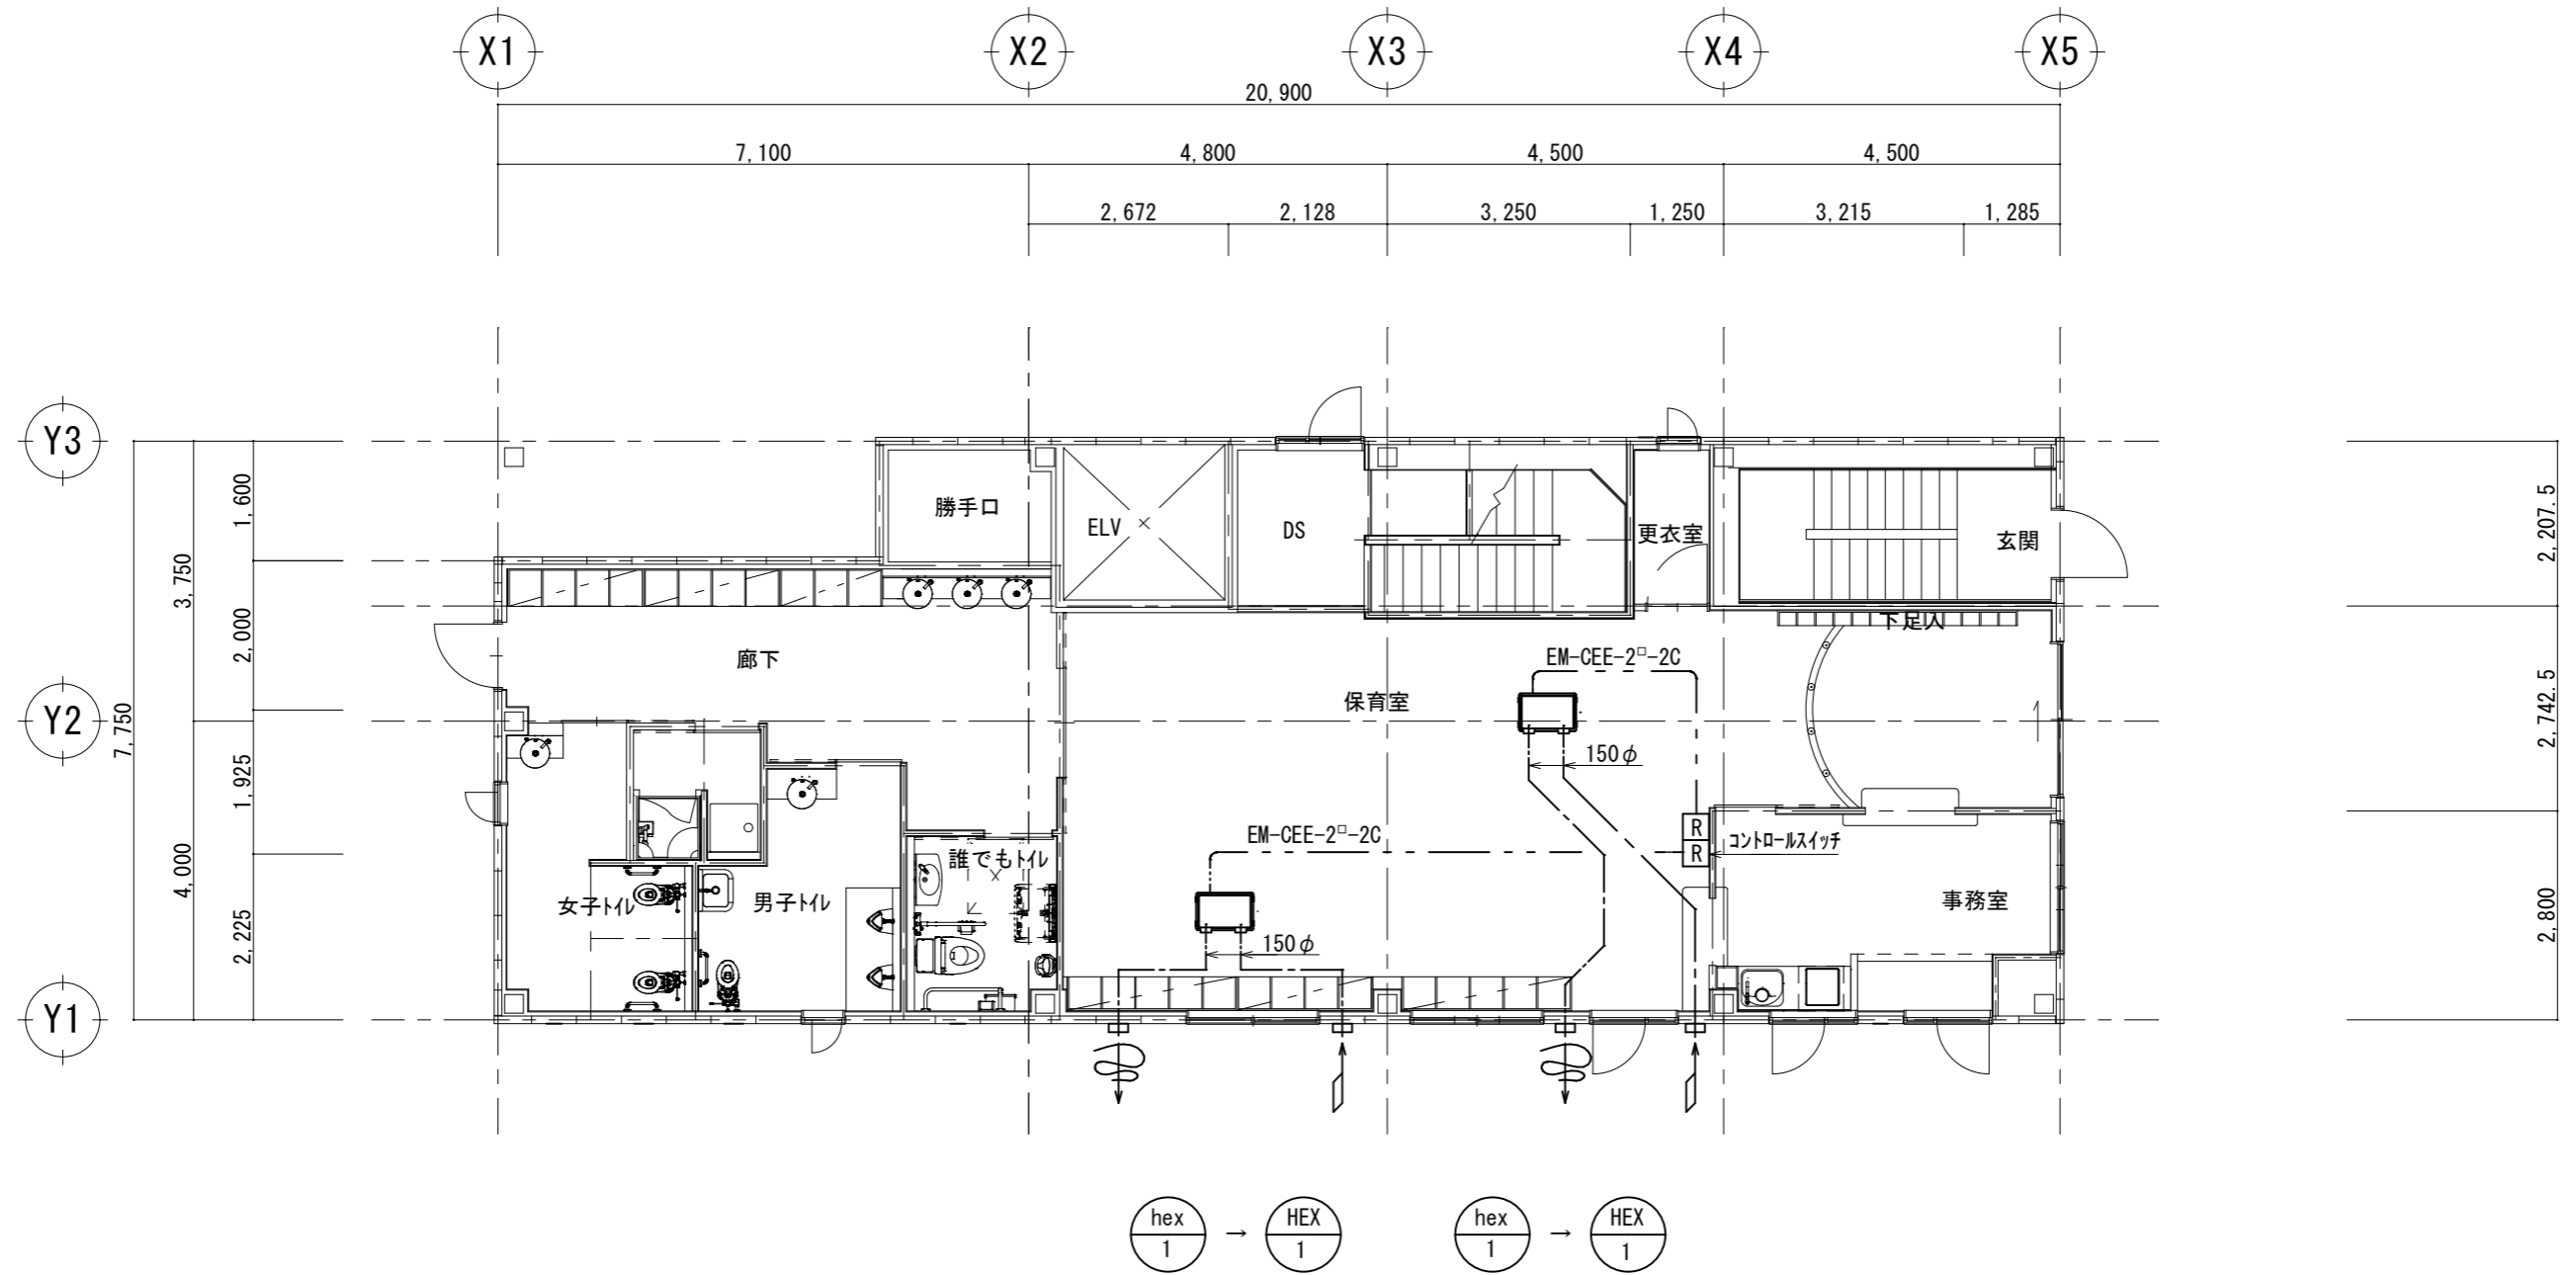 X1
X2
X3
X4
X5
20,900
7,100
4,800
4,500
4,500
2,672
2,128
3,250
1,250
3,215
1,285
Y3
Y2
Y1
7,750
3,750
4,000
1,600
2,000
1,925
2,225
2,207.5
2,742.5
2,800
勝手口
ELV
DS
更衣室
玄関
下足入
廊下
保育室
EM-CEE-2□-2C
150φ
EM-CEE-2□-2C
R
R
コントロールスイッチ
誰でもトイレ
女子トイレ
男子トイレ
事務室
150φ
hex
1
→
HEX
1
hex
1
→
HEX
1